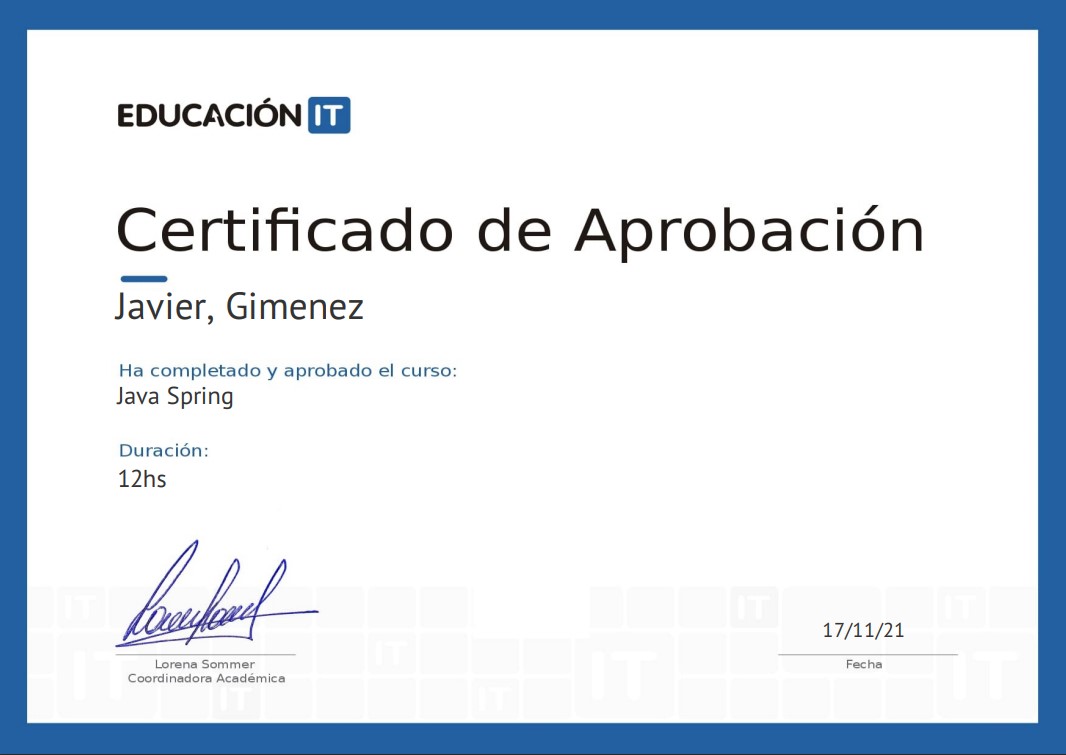 EDUCACIÓN IT
Certificado de Aprobación
Javier, Gimenez
Ha completado y aprobado el curso:
Java Spring
Duración:
12hs
17/11/21
Lorena Sommer
Coordinadora Académica
Fecha